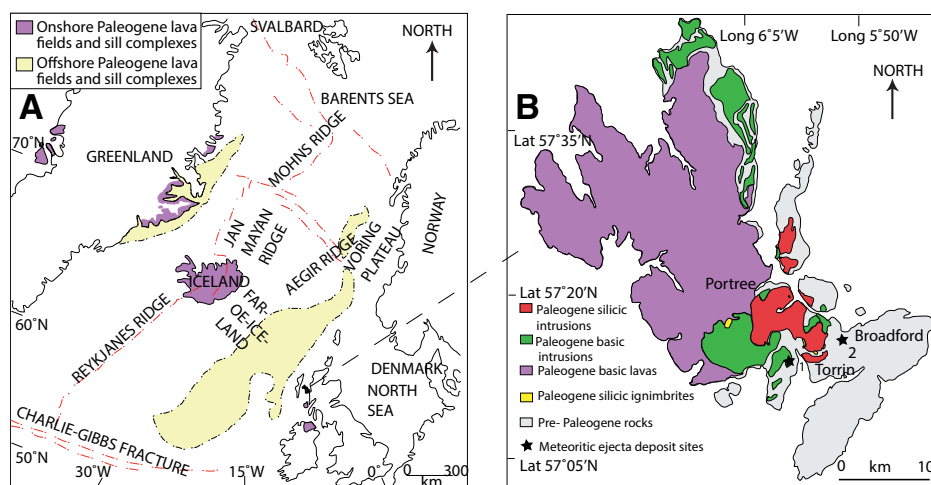 Onshore Paleogene lava
fields and sill complexes
Offshore Paleogene lava
fields and sill complexes
A
SVALBARD
NORTH
BARENTS SEA
70˚N
GREENLAND
MOHNS RIDGE
JAN
MAYAN
RIDGE
AEGIR RIDGE
VORING
PLATEAU
NORWAY
ICELAND
FAR-
OE-ICE-
LAND
60˚N
REYKJANES RIDGE
DENMARK
NORTH
SEA
CHARLIE-GIBBS FRACTURE
50˚N
30˚W
15˚W
0˚
0
300
km
B
Long 6˚5'W
Long 5˚50'W
NORTH
Lat 57˚35'N
Portree
Lat 57˚20'N
Paleogene silicic
intrusions
Paleogene basic
intrusions
Paleogene basic lavas
Paleogene silicic ignimbrites
Pre- Paleogene rocks
Meteoritic ejecta deposit sites
Broadford
2
1
Torrin
Lat 57˚05'N
0
km
10